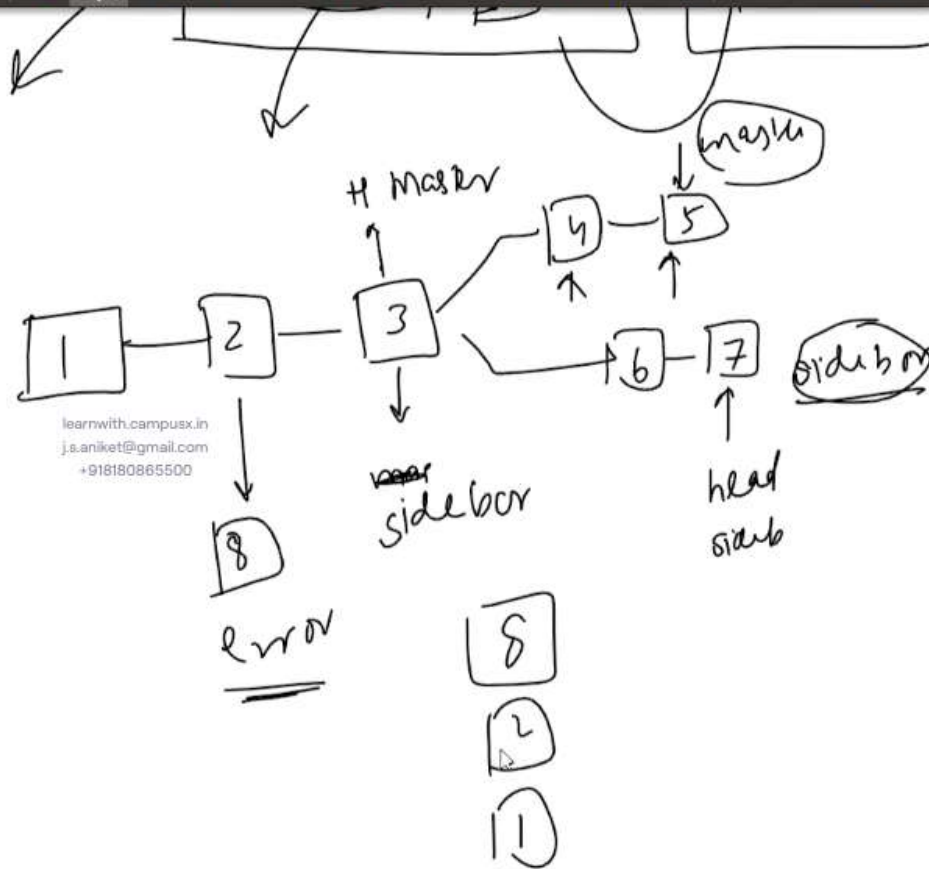 master
H master
4
5
1
2
3
6
7
sidebar
learnwith.campusx.in
j.s.aniket@gmail.com
+918180865500
sidebar
head
sideb
8
error
8
2
1